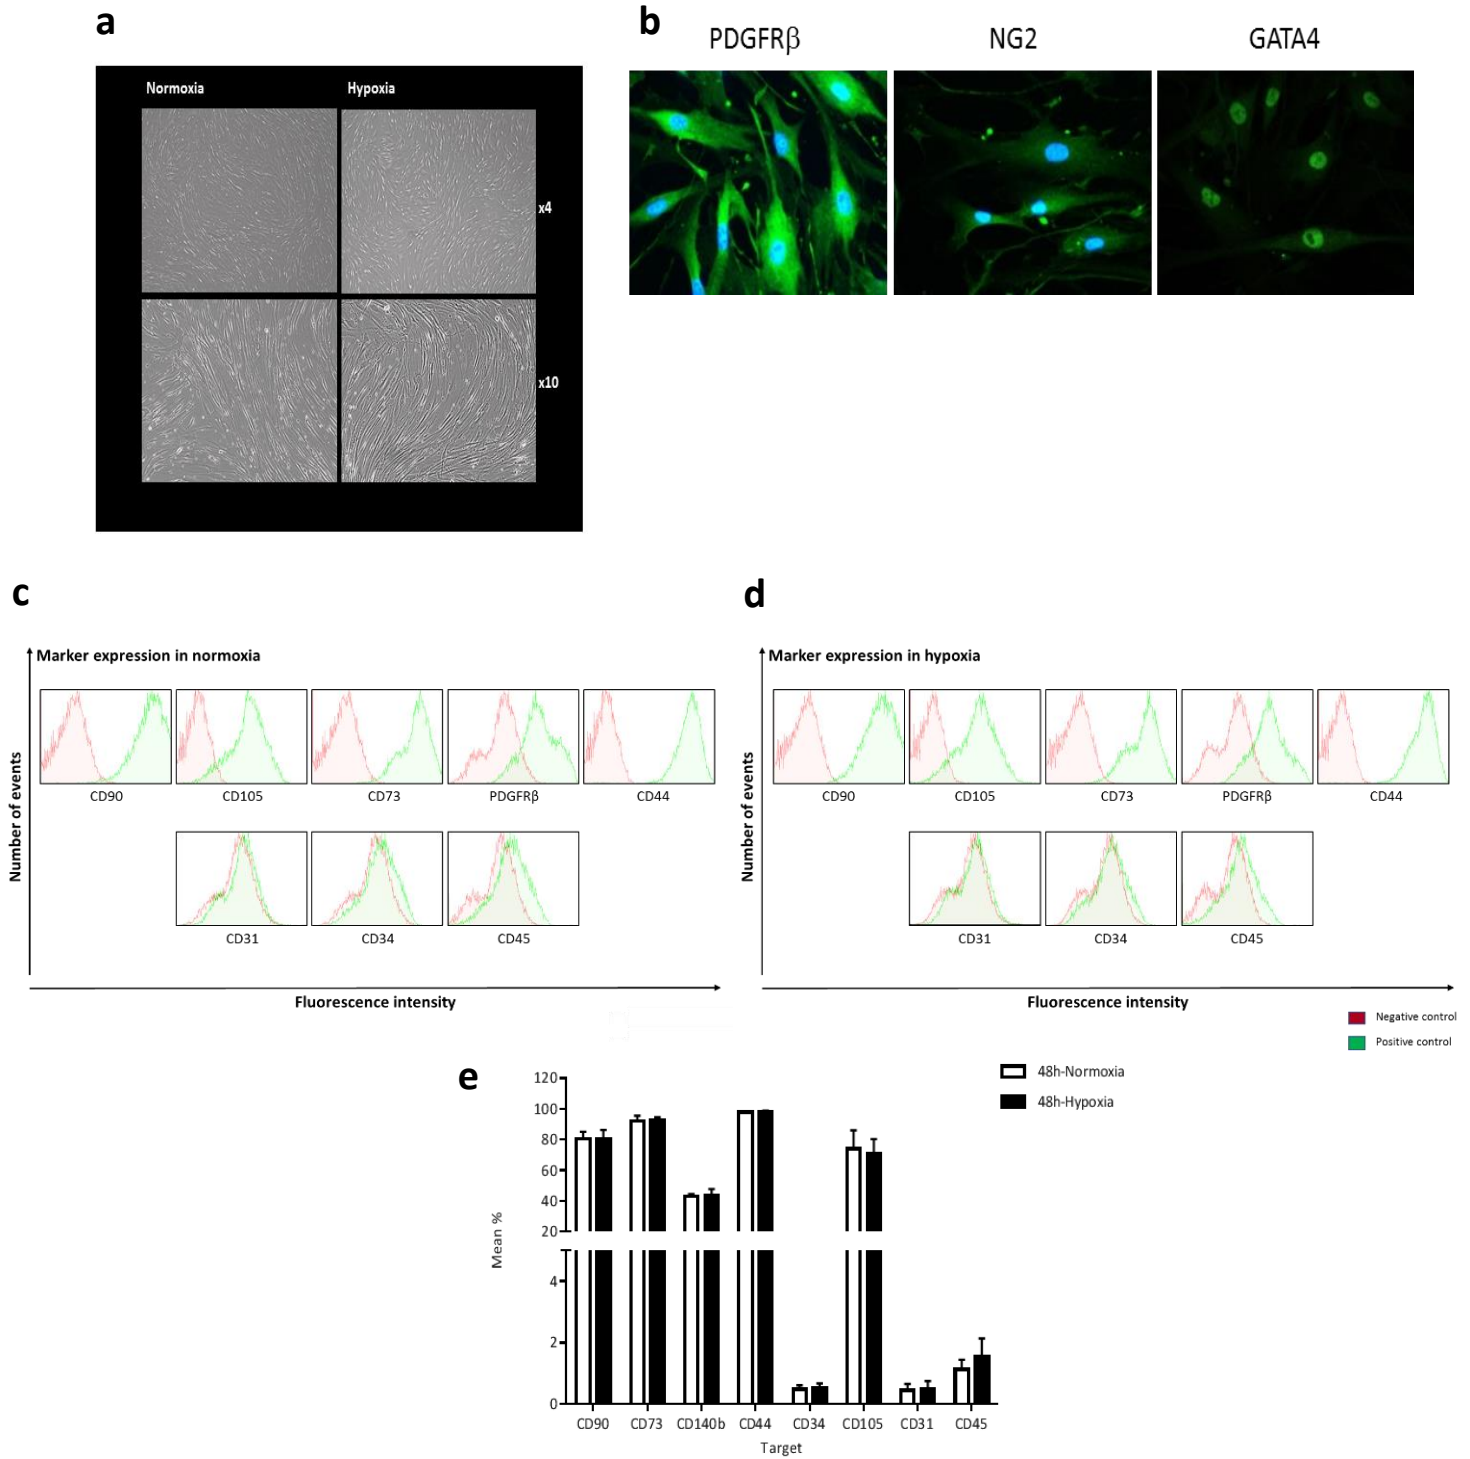 a
Normoxia
Hypoxia
x4
x10
b
PDGFRβ
NG2
GATA4
c
Marker expression in normoxia
Number of events
CD90
CD105
CD73
PDGFRβ
CD44
CD31
CD34
CD45
Fluorescence intensity
d
Marker expression in hypoxia
Number of events
CD90
CD105
CD73
PDGFRβ
CD44
CD31
CD34
CD45
Fluorescence intensity
Negative control
Positive control
e
48h-Normoxia
48h-Hypoxia
Mean %
120
100
80
60
40
20
4
2
0
CD90
CD73
CD140b
CD44
CD34
CD105
CD31
CD45
Target